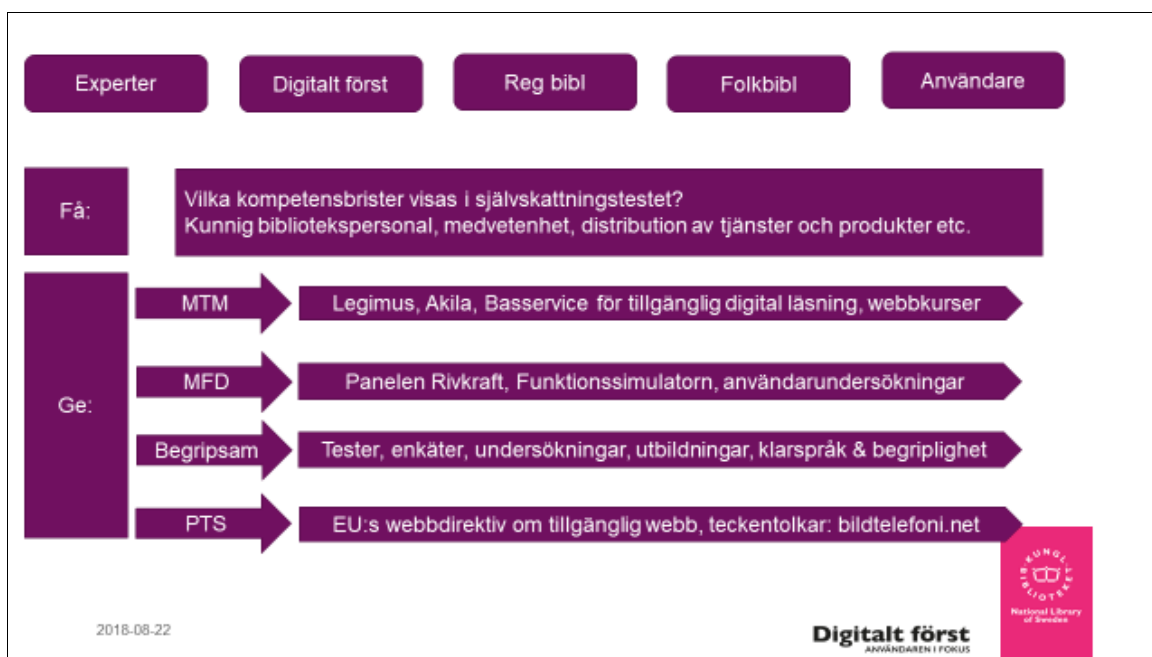 Experter
Digitalt först
Reg bibl
Folkbibl
Användare
Få:
Vilka kompetensbrister visas i självskattningstestet?
Kunnig bibliotekspersonal, medvetenhet, distribution av tjänster och produkter etc.
Ge:
MTM
Legimus, Akila, Basservice för tillgänglig digital läsning, webbkurser
MFD
Panelen Rivkraft, Funktionssimulatorn, användarundersökningar
Begripsam
Tester, enkäter, undersökningar, utbildningar, klarspråk & begriplighet
PTS
EU:s webbdirektiv om tillgänglig webb, teckentolkar: bildtelefoni.net
KUNGL
BIBLIOTEKET
National Library
of Sweden
2018-08-22
Digitalt först
ANVÄNDAREN I FOKUS